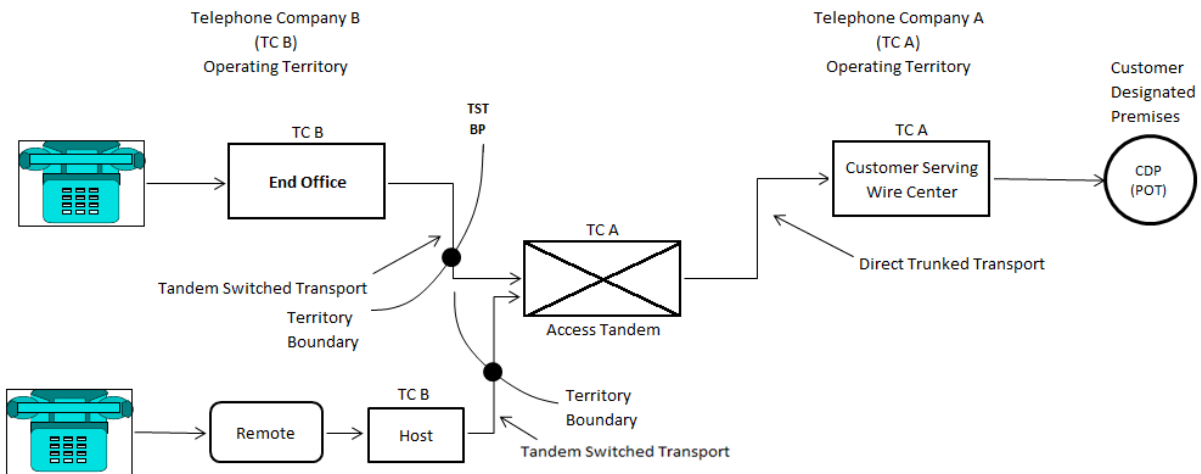 Telephone Company B
(TC B)
Operating Territory
Telephone Company A
(TC A)
Operating Territory
Customer
Designated
Premises
TST
BP
TC B
End Office
TC A
Customer Serving
Wire Center
CDP
(POT)
TC A
Access Tandem
Direct Trunked Transport
Tandem Switched Transport
Territory
Boundary
TC B
Remote
Host
Territory
Boundary
Tandem Switched Transport